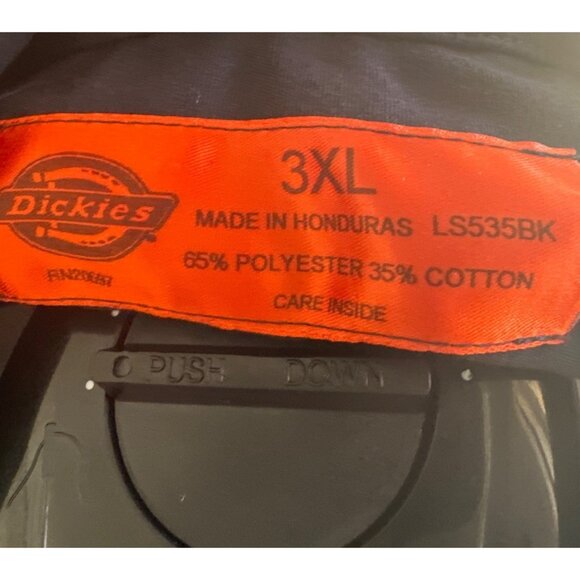 3XL
Dickies
MADE IN HONDURAS LS535BK
65% POLYESTER 35% COTTON
CARE INSIDE
PUSH DOWN